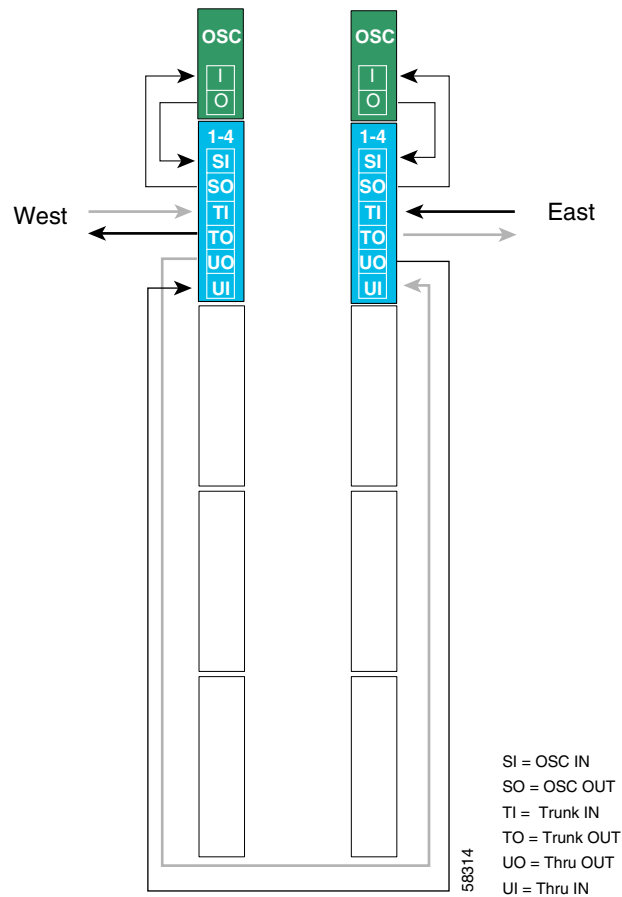 OSC
I
O
1-4
SI
SO
TI
TO
UO
UI
OSC
I
O
1-4
SI
SO
TI
TO
UO
UI
West
East
SI = OSC IN
SO = OSC OUT
TI = Trunk IN
TO = Trunk OUT
UO = Thru OUT
UI = Thru IN
58314